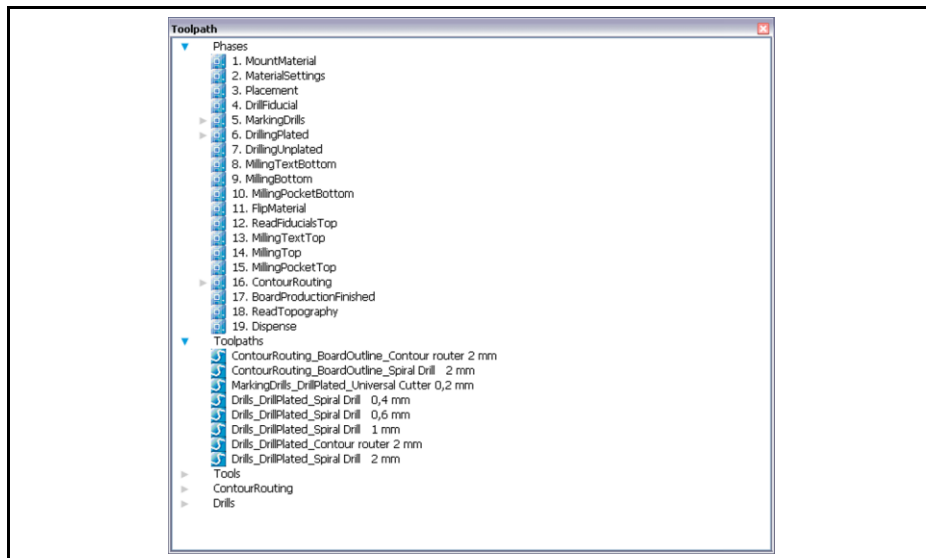 Toolpath
Phases
1. MountMaterial
2. MaterialSettings
3. Placement
4. DrillFiducial
5. MarkingDrills
6. DrillingPlated
7. DrillingUnplated
8. MillingTextBottom
9. MillingBottom
10. MillingPocketBottom
11. FlipMaterial
12. ReadFiducialsTop
13. MillingTextTop
14. MillingTop
15. MillingPocketTop
16. ContourRouting
17. BoardProductionFinished
18. ReadTopography
19. Dispense
Toolpaths
ContourRouting_BoardOutline_Contour router 2 mm
ContourRouting_BoardOutline_Spiral Drill 2 mm
MarkingDrills_DrillPlated_Universal Cutter 0,2 mm
Drills_DrillPlated_Spiral Drill 0,4 mm
Drills_DrillPlated_Spiral Drill 0,6 mm
Drills_DrillPlated_Spiral Drill 1 mm
Drills_DrillPlated_Contour router 2 mm
Drills_DrillPlated_Spiral Drill 2 mm
Tools
ContourRouting
Drills